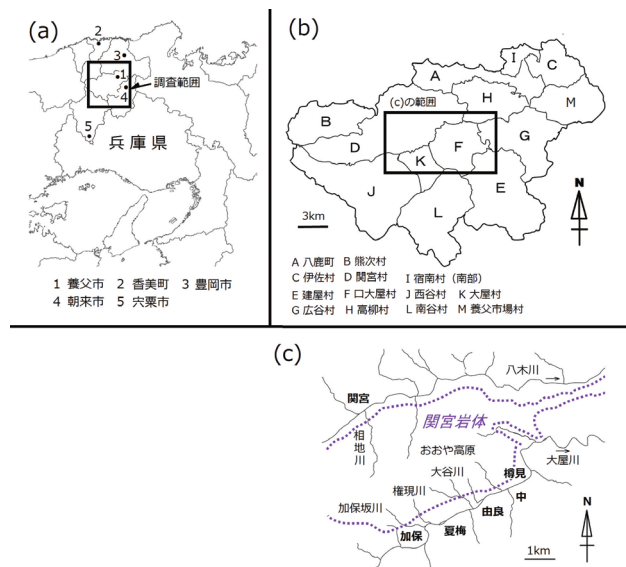 (a)
2
3
1
4
調査範囲
5
兵庫県
1 養父市 2 香美町 3 豊岡市
4 朝来市 5 宍粟市
(b)
I
C
A
H
M
(c)の範囲
B
G
D
F
K
E
J
L
N
3km
A 八鹿町 B 熊次村
C 伊佐村 D 関宮村 I 宿南村（南部）
E 建屋村 F 口大屋村 J 西谷村 K 大屋村
G 広谷村 H 高柳村 L 南谷村 M 養父市場村
(c)
八木川
→
関宮
関宮岩体
相地川
おおや高原
大屋川
→
大谷川
樽見
権現川
中
加保坂川
由良
夏梅
加保
N
1km